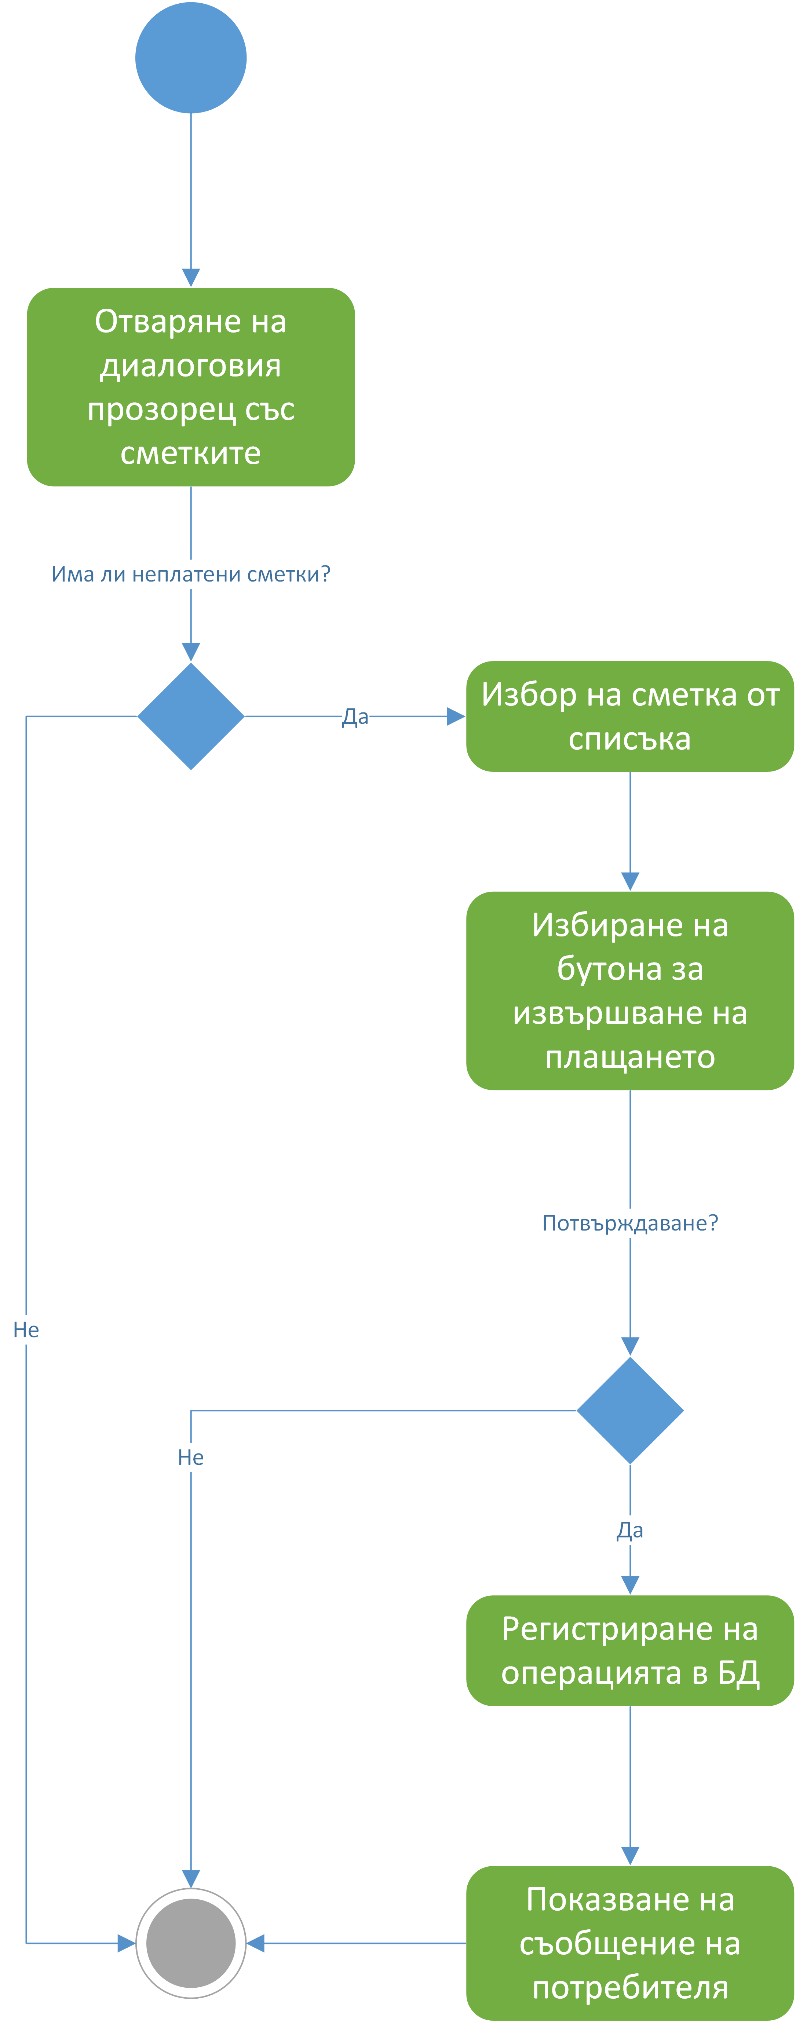 Отваряне на
диалоговия
прозорец със
сметките
Има ли неплатени сметки?
Да
Избор на сметка от
списъка
Избиране на
бутона за
извършване на
плащането
Потвърждаване?
Не
Не
Да
Регистриране на
операцията в БД
Показване на
съобщение на
потребителя